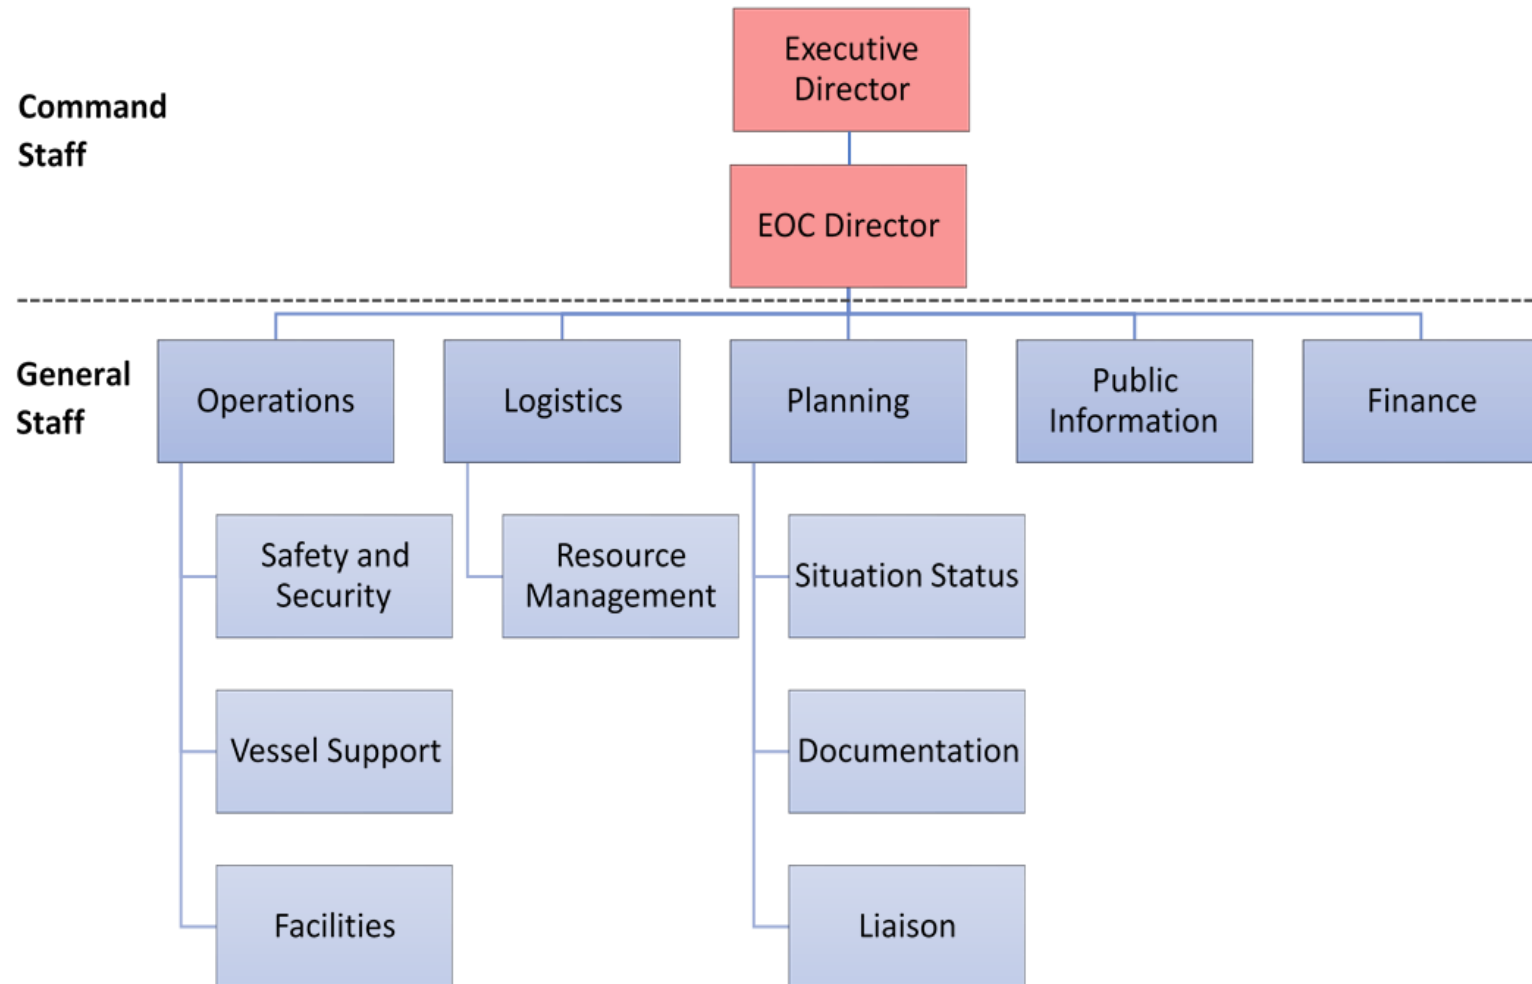 Executive
Director
Command
Staff
EOC Director
General
Staff
Operations
Logistics
Planning
Public
Information
Finance
Safety and
Security
Resource
Management
Situation Status
Vessel Support
Documentation
Facilities
Liaison